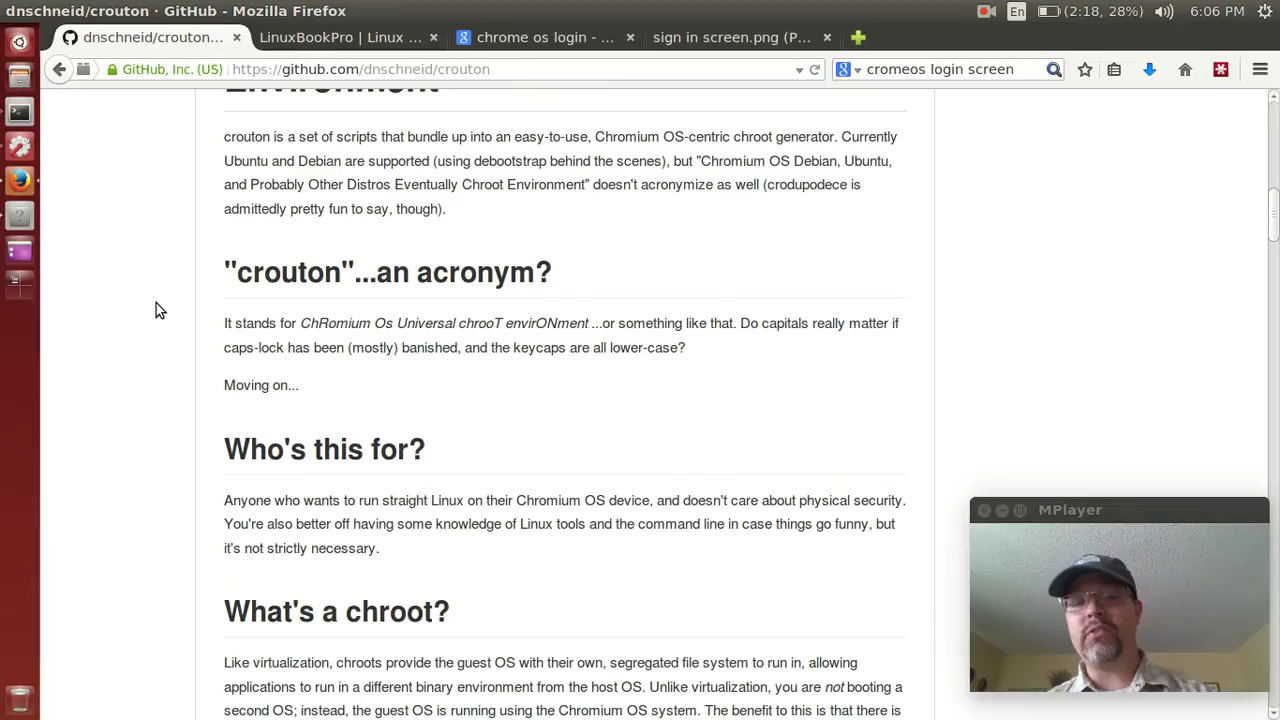 dnschneid/crouton · GitHub - Mozilla Firefox
En
(2:18, 28%)
6:06 PM
dnschneid/crouton...
LinuxBookPro | Linux ...
chrome os login - ...
sign in screen.png (P...
GitHub, Inc. (US)
https://github.com/dnschneid/crouton
cromeos login screen
Environment
crouton is a set of scripts that bundle up into an easy-to-use, Chromium OS-centric chroot generator. Currently
Ubuntu and Debian are supported (using debootstrap behind the scenes), but "Chromium OS Debian, Ubuntu,
and Probably Other Distros Eventually Chroot Environment" doesn't acronymize as well (crodupodece is
admittedly pretty fun to say, though).
"crouton"...an acronym?
It stands for ChRomium Os Universal chrooT envirONment ...or something like that. Do capitals really matter if
caps-lock has been (mostly) banished, and the keycaps are all lower-case?
Moving on...
Who's this for?
Anyone who wants to run straight Linux on their Chromium OS device, and doesn't care about physical security.
You're also better off having some knowledge of Linux tools and the command line in case things go funny, but
it's not strictly necessary.
What's a chroot?
Like virtualization, chroots provide the guest OS with their own, segregated file system to run in, allowing
applications to run in a different binary environment from the host OS. Unlike virtualization, you are not booting a
second OS; instead, the guest OS is running using the Chromium OS system. The benefit to this is that there is
MPlayer